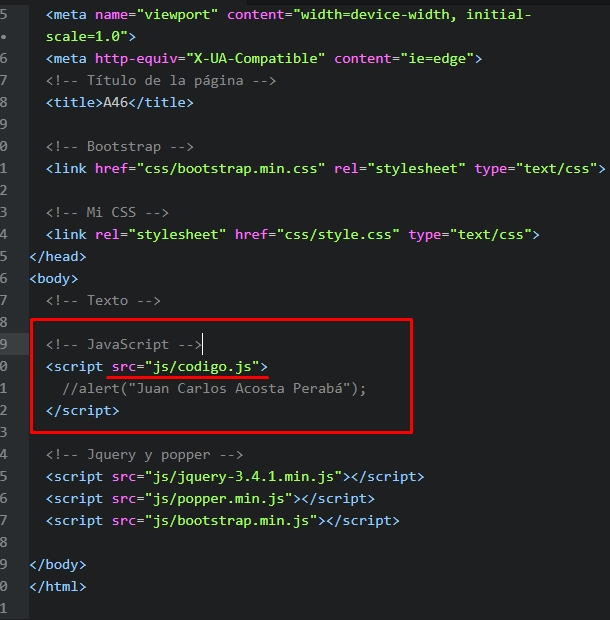 5 <meta name="viewport" content="width=device-width, initial-
• scale=1.0">
6 <meta http-equiv="X-UA-Compatible" content="ie=edge">
7 <!-- Título de la página -->
8 <title>A46</title>
9
0 <!-- Bootstrap -->
1 <link href="css/bootstrap.min.css" rel="stylesheet" type="text/css">
2
3 <!-- Mi CSS -->
4 <link rel="stylesheet" href="css/style.css" type="text/css">
5 </head>
6 <body>
7 <!-- Texto -->
8
9 <!-- JavaScript -->
0 <script src="js/codigo.js">
1 //alert("Juan Carlos Acosta Perabá");
2 </script>
3
4 <!-- Jquery y popper -->
5 <script src="js/jquery-3.4.1.min.js"></script>
6 <script src="js/popper.min.js"></script>
7 <script src="js/bootstrap.min.js"></script>
8
9 </body>
0 </html>
1